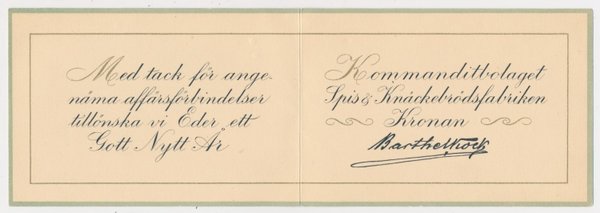 Med tack för ange-
näma affärsförbindelser
tillönska vi Eder ett
Gott Nytt År
Kommanditbolaget
Spis & Knäckebrödsfabriken
Kronan